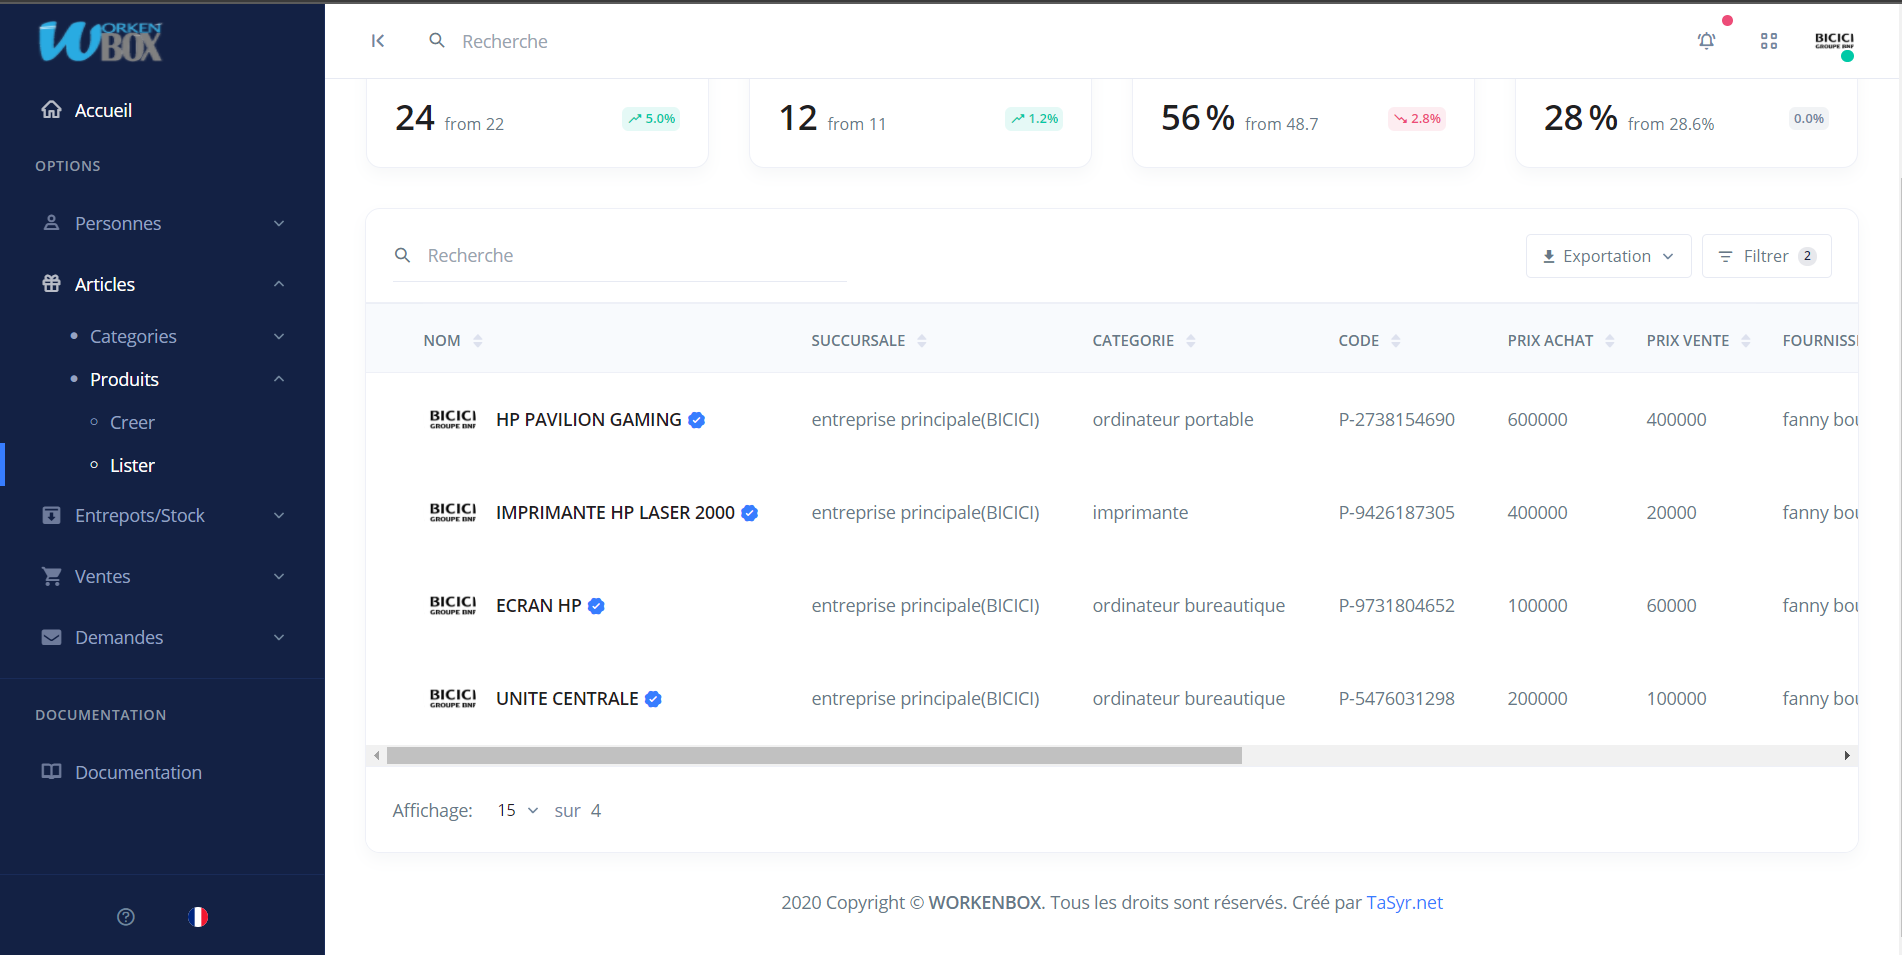 WORKEN
BOX
Accueil
OPTIONS
Personnes
Articles
Categories
Produits
Creer
Lister
Entrepots/Stock
Ventes
Demandes
DOCUMENTATION
Documentation
Recherche
BICICI
GROUPE BNP
24 from 22 5.0%
12 from 11 1.2%
56 % from 48.7 2.8%
28 % from 28.6% 0.0%
Recherche
Exportation
Filtrer 2
NOM SUCCURSALE CATEGORIE CODE PRIX ACHAT PRIX VENTE FOURNISS
BICICI GROUPE BNP HP PAVILION GAMING entreprise principale(BICICI) ordinateur portable P-2738154690 600000 400000 fanny bou
BICICI GROUPE BNP IMPRIMANTE HP LASER 2000 entreprise principale(BICICI) imprimante P-9426187305 400000 20000 fanny bou
BICICI GROUPE BNP ECRAN HP entreprise principale(BICICI) ordinateur bureautique P-9731804652 100000 60000 fanny bou
BICICI GROUPE BNP UNITE CENTRALE entreprise principale(BICICI) ordinateur bureautique P-5476031298 200000 100000 fanny bou
Affichage: 15 sur 4
2020 Copyright © WORKENBOX. Tous les droits sont réservés. Créé par TaSyr.net